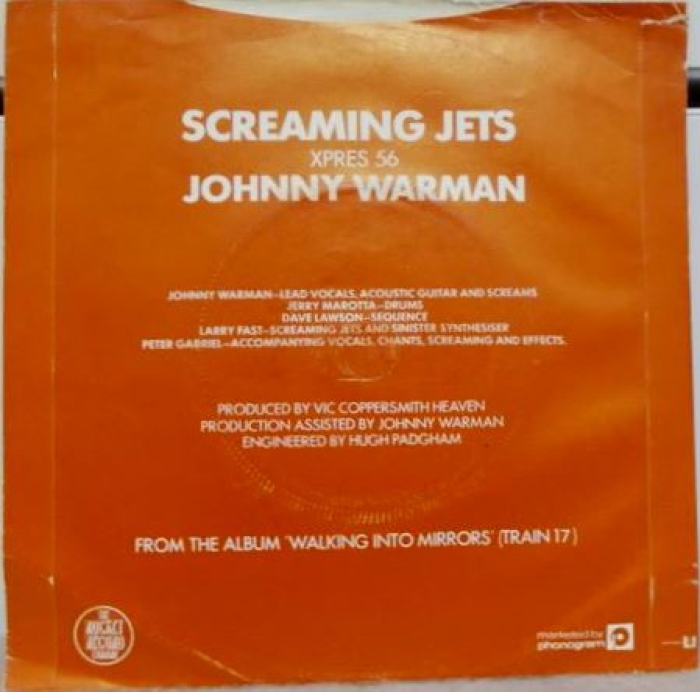 SCREAMING JETS
XPRES 56
JOHNNY WARMAN
JOHNNY WARMAN–LEAD VOCALS, ACOUSTIC GUITAR AND SCREAMS
JERRY MAROTTA–DRUMS
DAVE LAWSON–SEQUENCE
LARRY FAST–SCREAMING JETS AND SINISTER SYNTHESISER
PETER GABRIEL–ACCOMPANYING VOCALS, CHANTS, SCREAMING AND EFFECTS.
PRODUCED BY VIC COPPERSMITH HEAVEN
PRODUCTION ASSISTED BY JOHNNY WARMAN
ENGINEERED BY HUGH PADGHAM
FROM THE ALBUM 'WALKING INTO MIRRORS' (TRAIN 17)
THE
ROCKET
RECORD
COMPANY
marketed by
phonogram